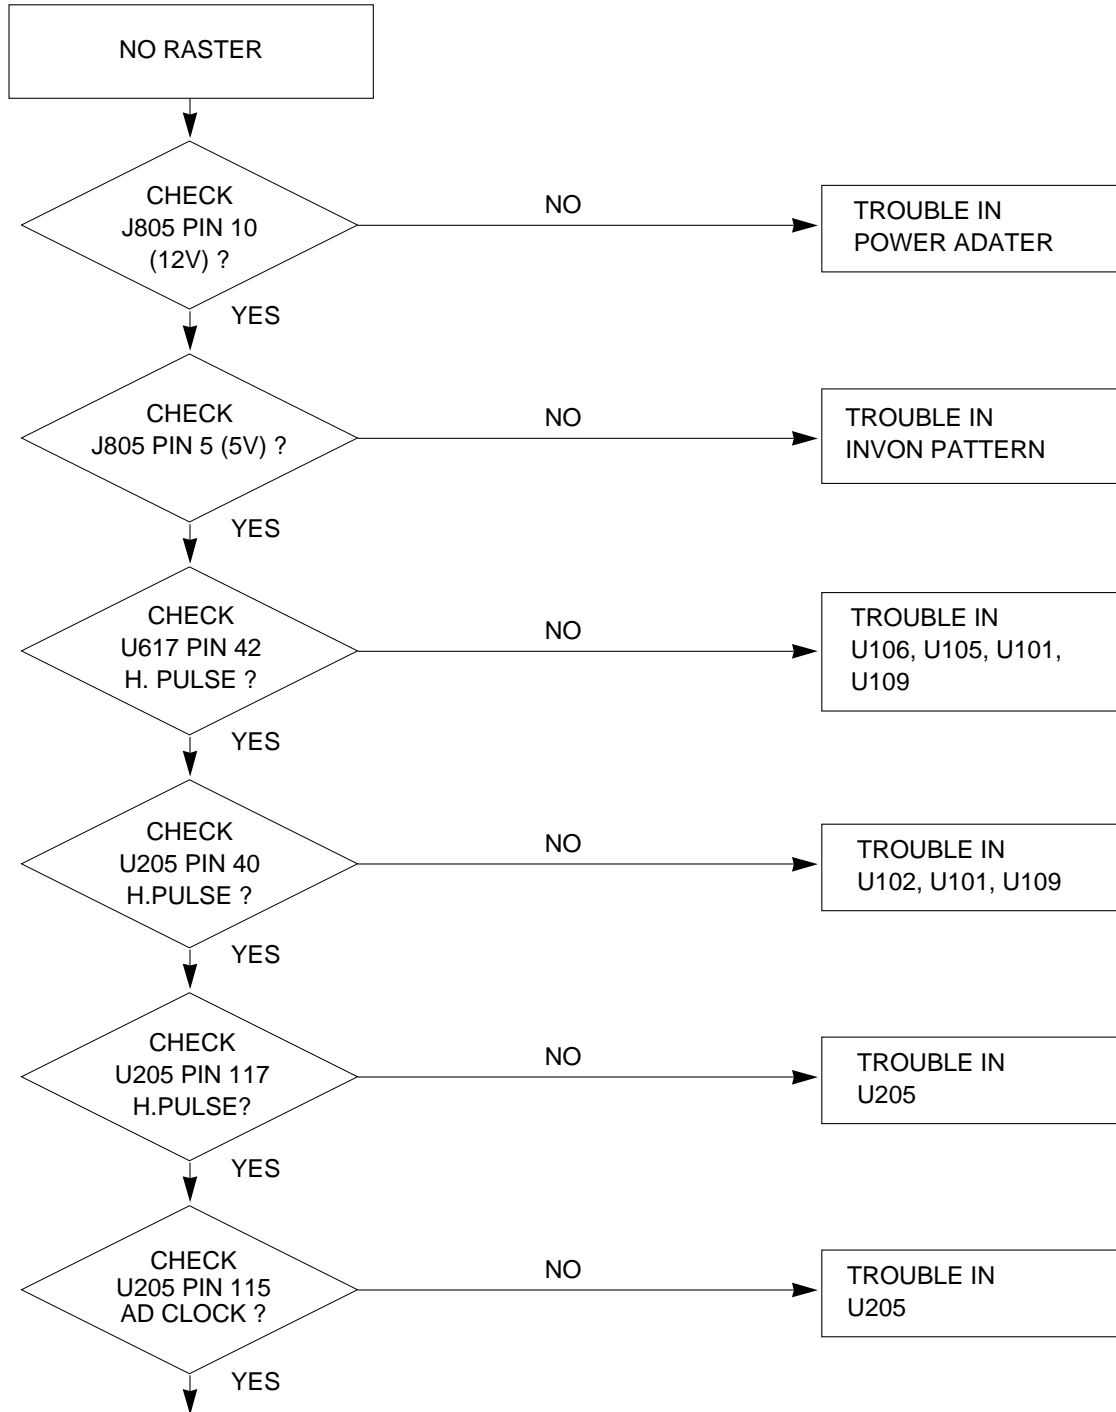 NO RASTER
CHECK
J805 PIN 10
(12V) ?
NO
TROUBLE IN
POWER ADATER
YES
CHECK
J805 PIN 5 (5V) ?
NO
TROUBLE IN
INVON PATTERN
YES
CHECK
U617 PIN 42
H. PULSE ?
NO
TROUBLE IN
U106, U105, U101,
U109
YES
CHECK
U205 PIN 40
H.PULSE ?
NO
TROUBLE IN
U102, U101, U109
YES
CHECK
U205 PIN 117
H.PULSE?
NO
TROUBLE IN
U205
YES
CHECK
U205 PIN 115
AD CLOCK ?
NO
TROUBLE IN
U205
YES